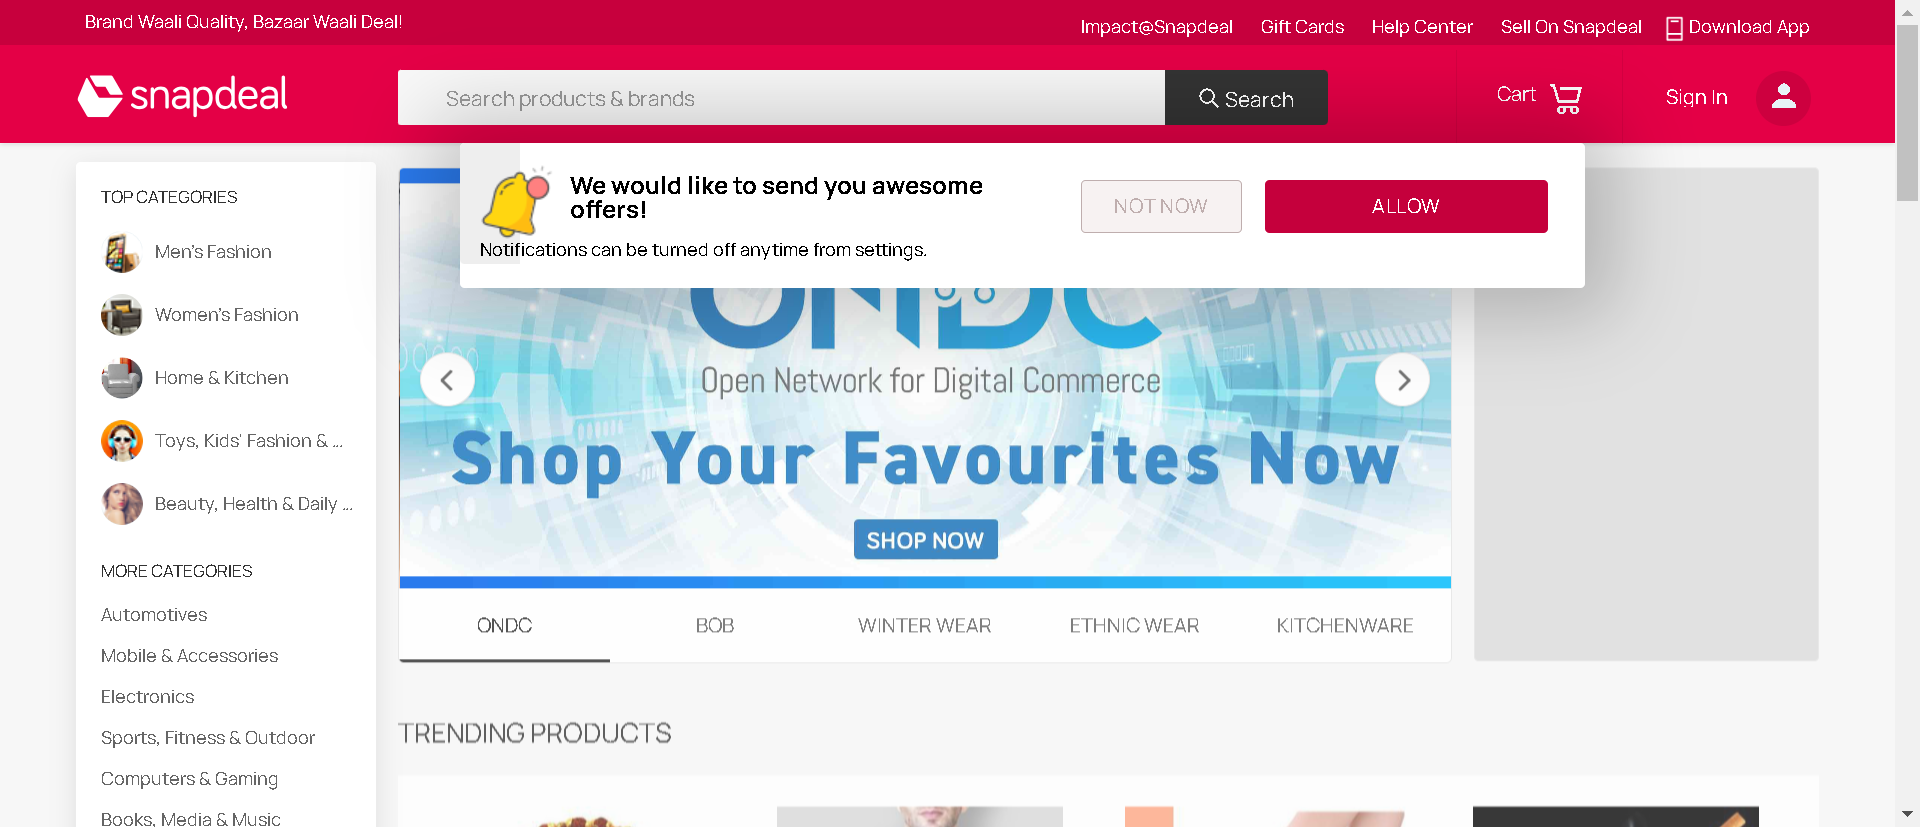 Brand Waali Quality, Bazaar Waali Deal!
Impact@Snapdeal
Gift Cards
Help Center
Sell On Snapdeal
Download App
snapdeal
Search products & brands
Search
Cart
Sign In
We would like to send you awesome
offers!
Notifications can be turned off anytime from settings.
NOT NOW
ALLOW
TOP CATEGORIES
Men's Fashion
Women's Fashion
Home & Kitchen
Toys, Kids' Fashion & ...
Beauty, Health & Daily ...
MORE CATEGORIES
Automotives
Mobile & Accessories
Electronics
Sports, Fitness & Outdoor
Computers & Gaming
Books, Media & Music
ONDC
Open Network for Digital Commerce
Shop Your Favourites Now
SHOP NOW
ONDC
BOB
WINTER WEAR
ETHNIC WEAR
KITCHENWARE
TRENDING PRODUCTS